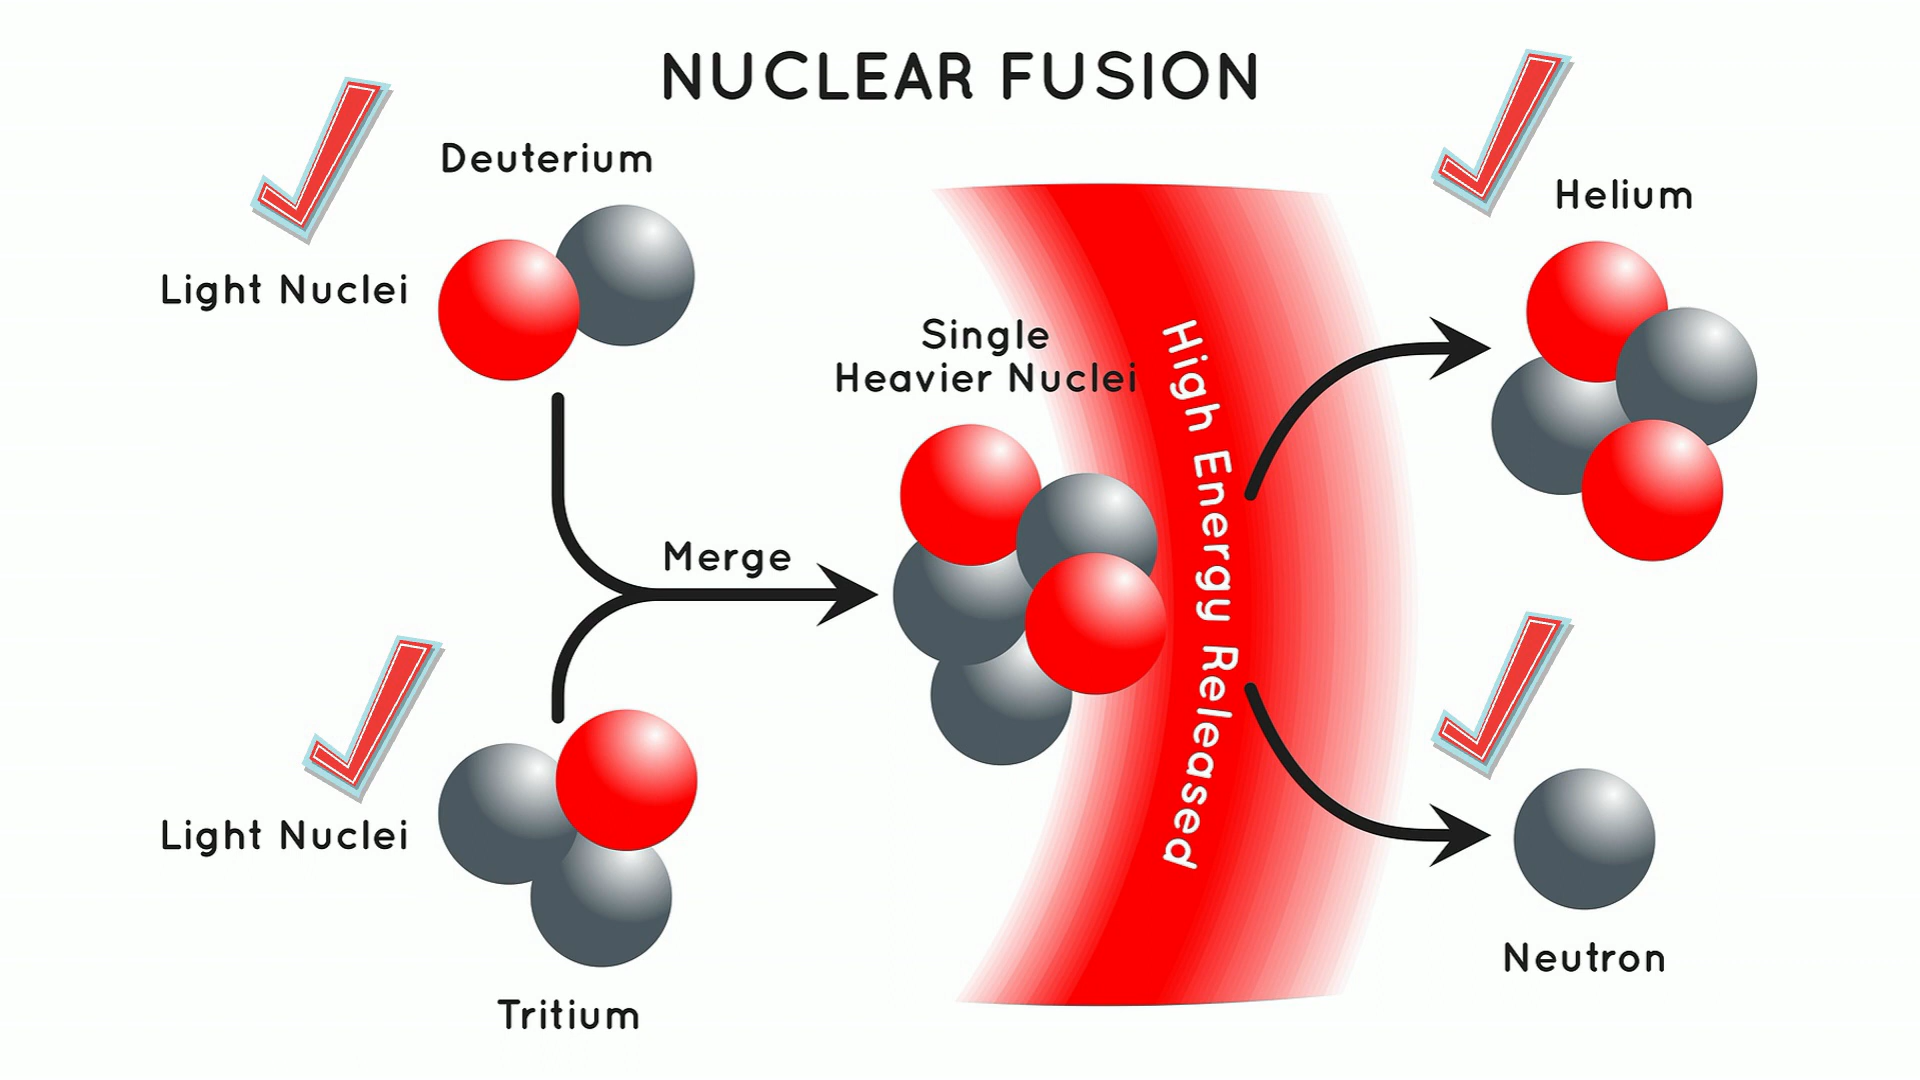 NUCLEAR FUSION
Deuterium
Light Nuclei
Helium
Single
Heavier Nuclei
High Energy Released
Merge
Light Nuclei
Tritium
Neutron